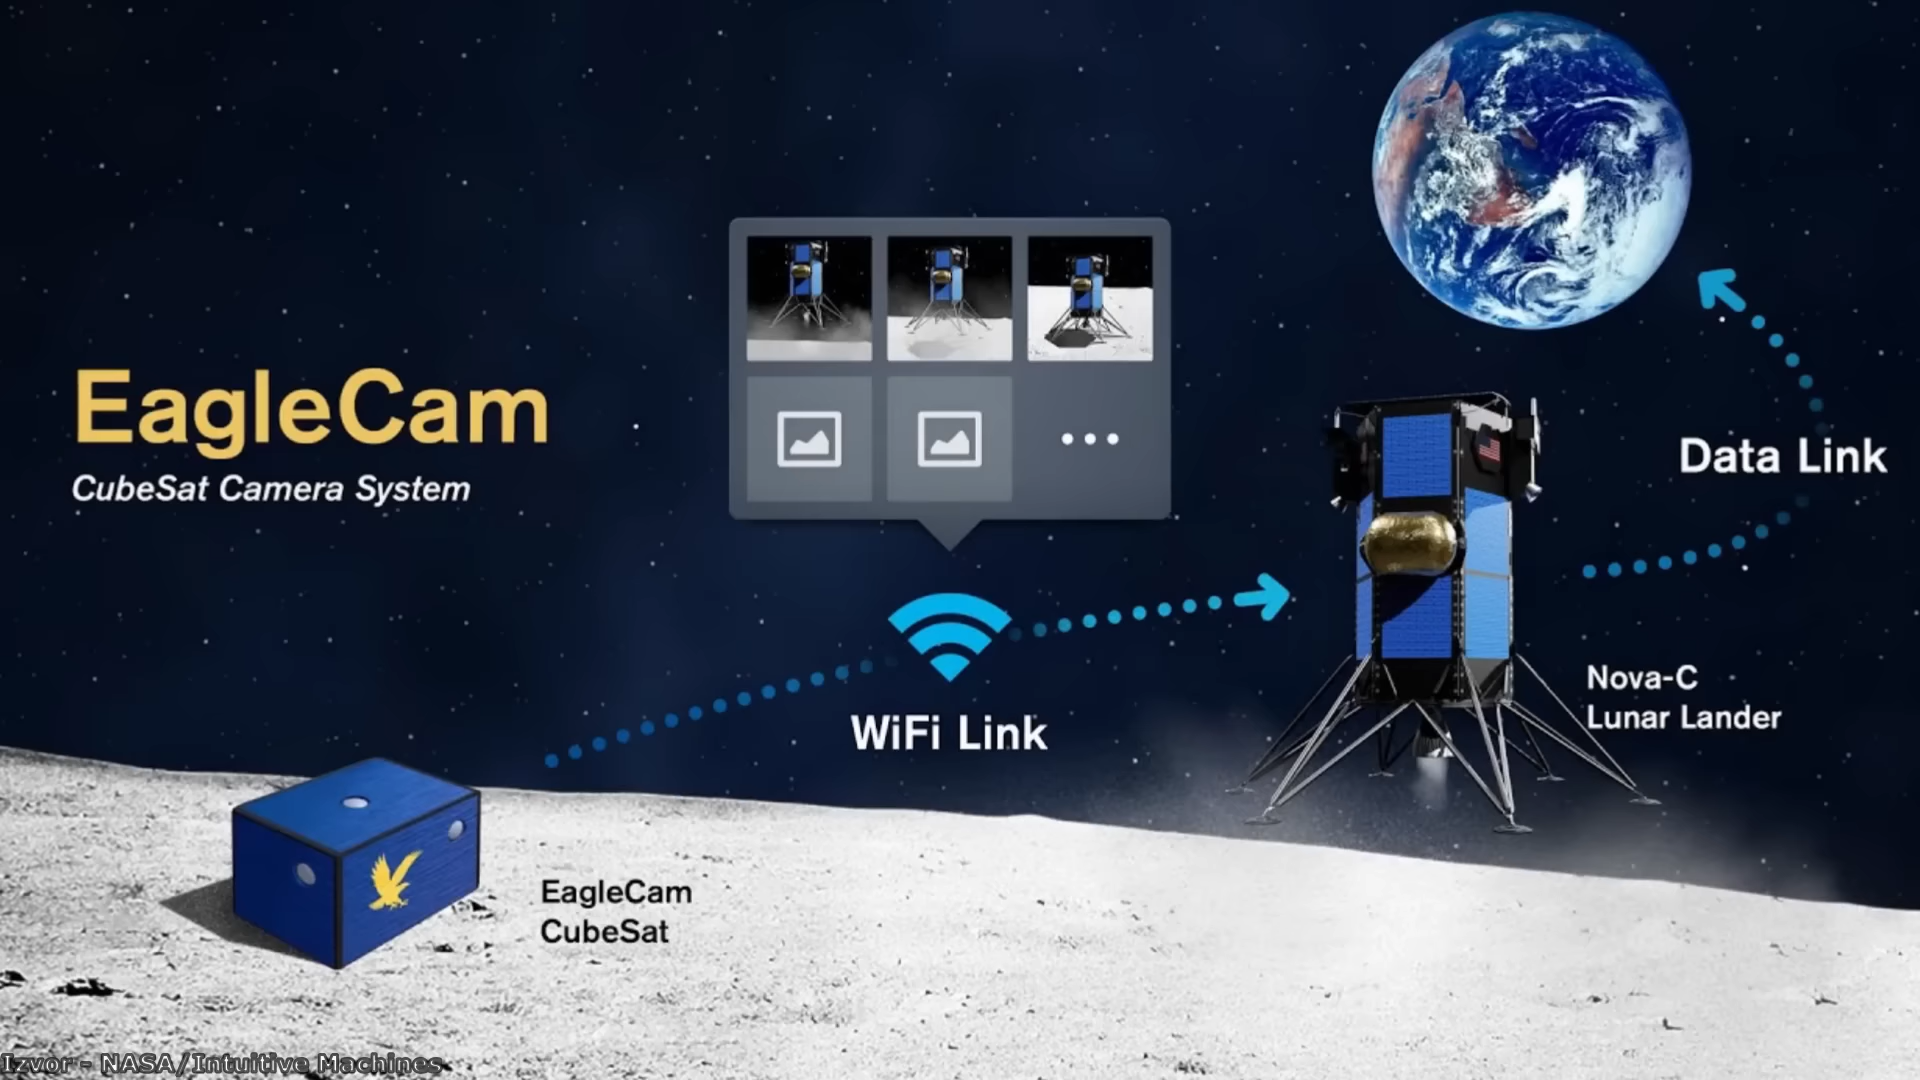 EagleCam
CubeSat Camera System
Data Link
WiFi Link
Nova-C
Lunar Lander
EagleCam
CubeSat
Izvor - NASA/Intuitive Machines